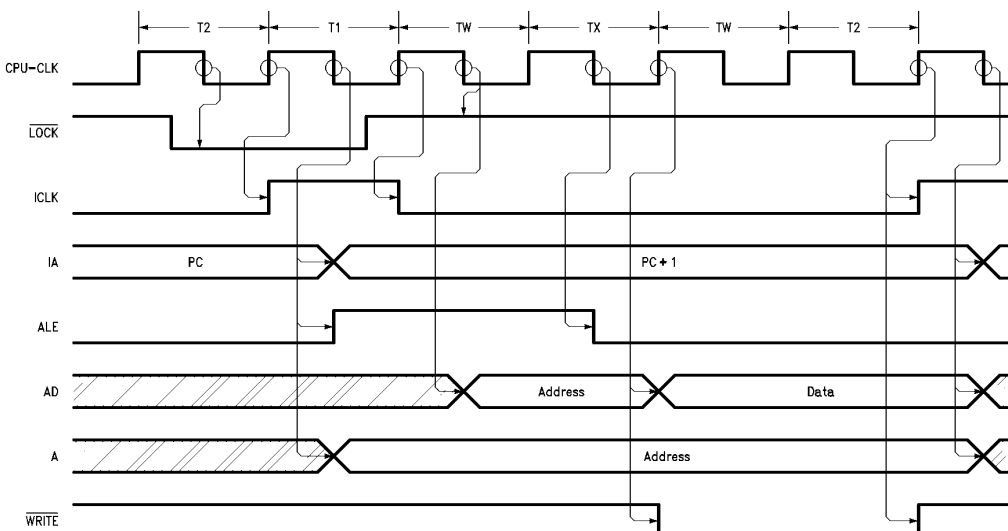 T2 T1 TW TX TW T2
CPU-CLK
LOCK
ICLK
IA PC PC + 1
ALE
AD Address Data
A Address
WRITE